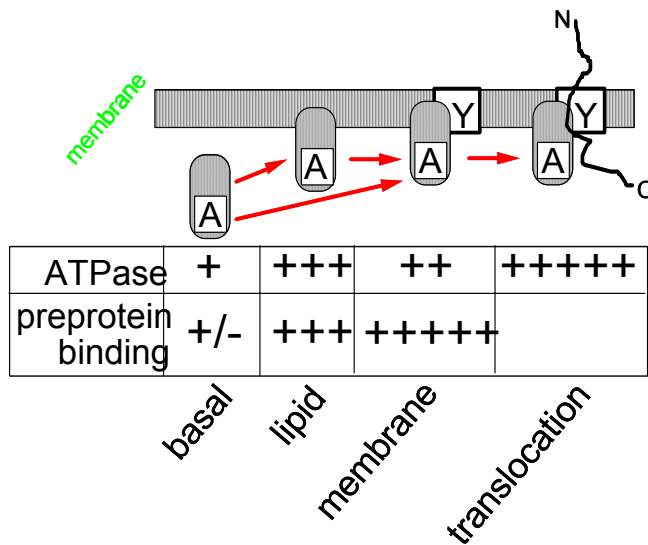 N
membrane
Y Y
A A A
A
C
ATPase + +++ ++ +++++
preprotein
binding +/- +++ +++++
basal lipid membrane translocation